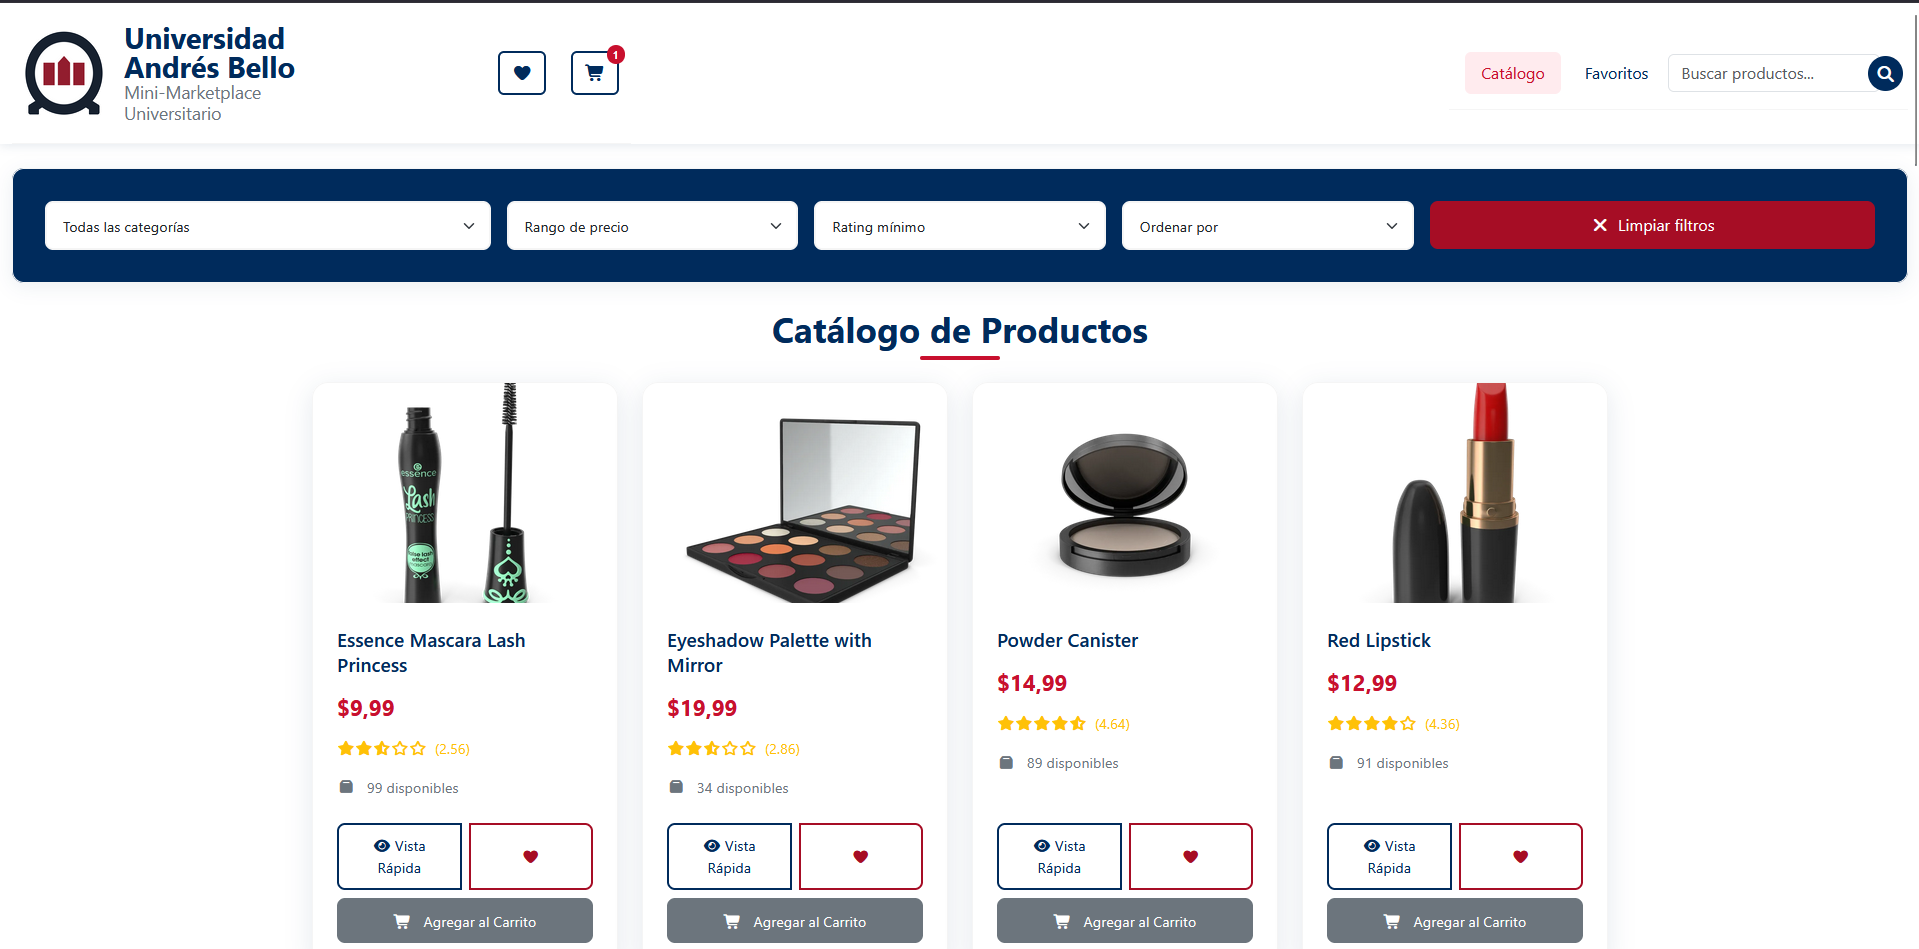 Universidad
Andrés Bello
Mini-Marketplace
Universitario
1
Catálogo
Favoritos
Buscar productos...
Todas las categorías
Rango de precio
Rating mínimo
Ordenar por
Limpiar filtros
Catálogo de Productos
essence
Lash
PRINCESS
false lash
effect
mascara
Essence Mascara Lash
Princess
$9,99
(2.56)
99 disponibles
Vista
Rápida
Agregar al Carrito
Eyeshadow Palette with
Mirror
$19,99
(2.86)
34 disponibles
Vista
Rápida
Agregar al Carrito
Powder Canister
$14,99
(4.64)
89 disponibles
Vista
Rápida
Agregar al Carrito
Red Lipstick
$12,99
(4.36)
91 disponibles
Vista
Rápida
Agregar al Carrito